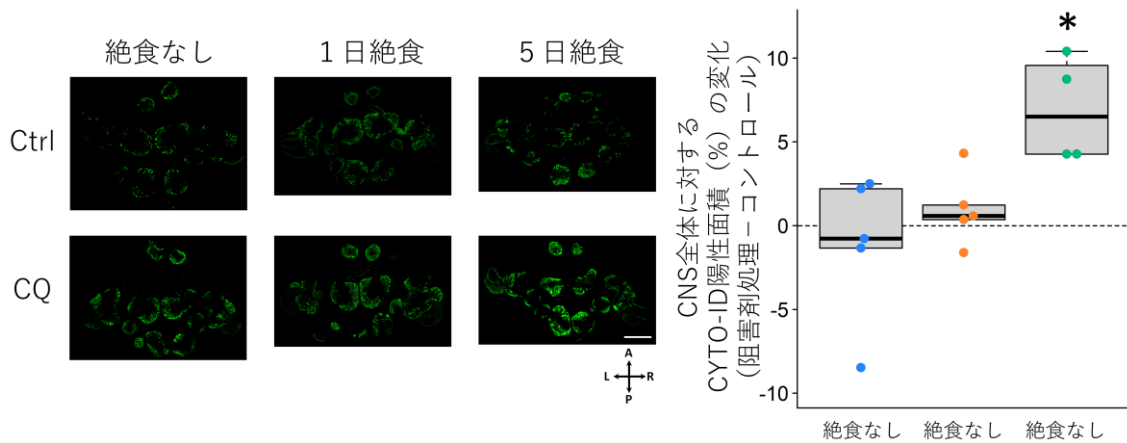 絶食なし
1日絶食
5日絶食
Ctrl
CQ
A
L
R
P
CNS全体に対する
CYTO-ID陽性面積（%）の変化
（阻害剤処理－コントロール）
*
10
5
0
-5
-10
絶食なし
絶食なし
絶食なし